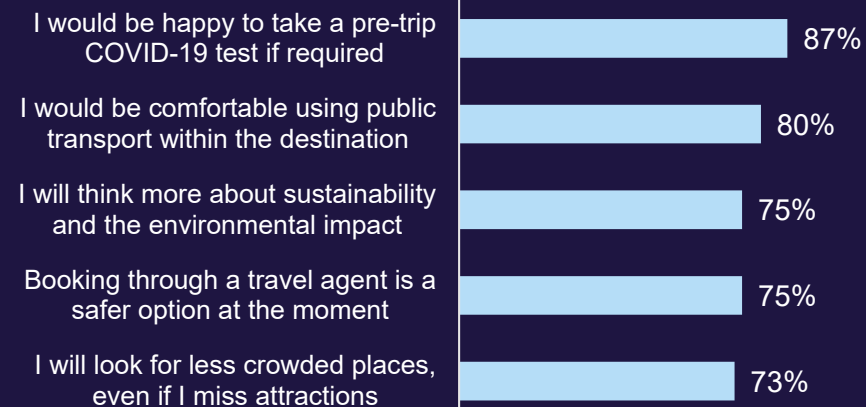 I would be happy to take a pre-trip
COVID-19 test if required
87%
I would be comfortable using public
transport within the destination
80%
I will think more about sustainability
and the environmental impact
75%
Booking through a travel agent is a
safer option at the moment
75%
I will look for less crowded places,
even if I miss attractions
73%